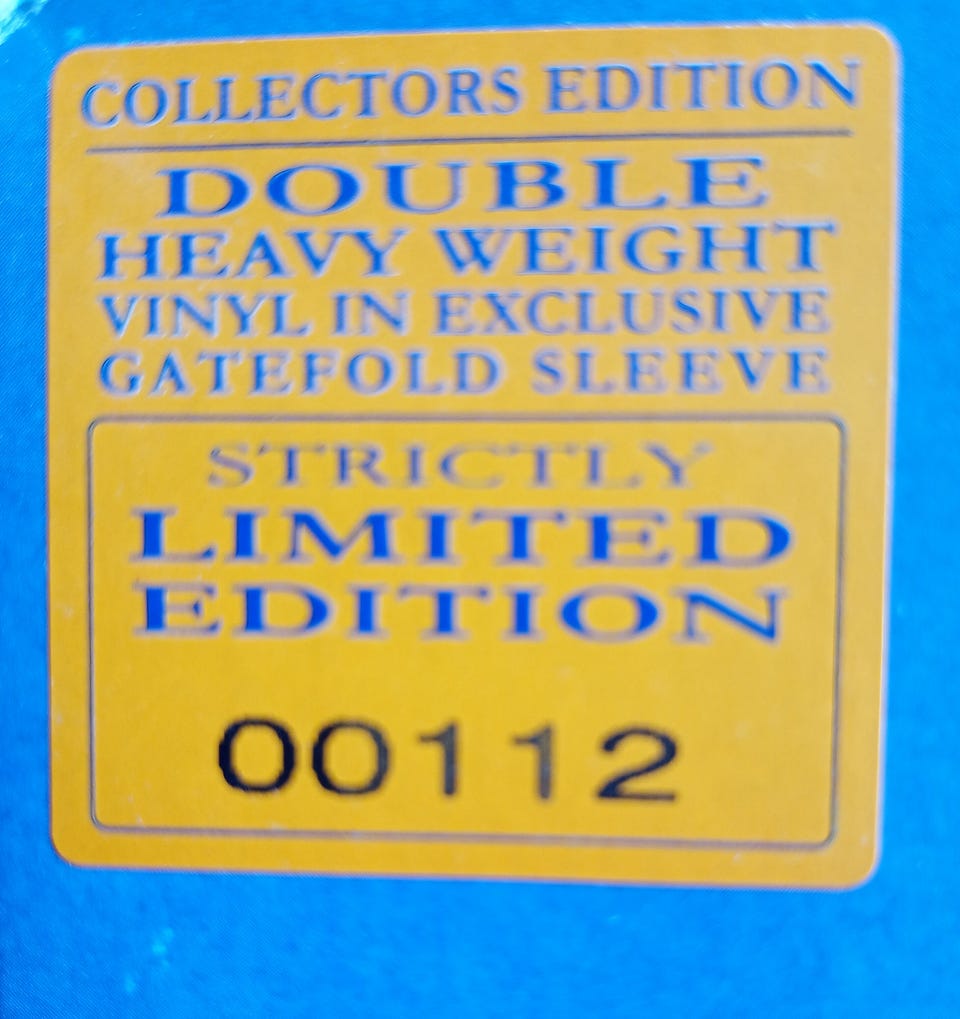 COLLECTORS EDITION
DOUBLE
HEAVY WEIGHT
VINYL IN EXCLUSIVE
GATEFOLD SLEEVE
STRICTLY
LIMITED
EDITION
00112